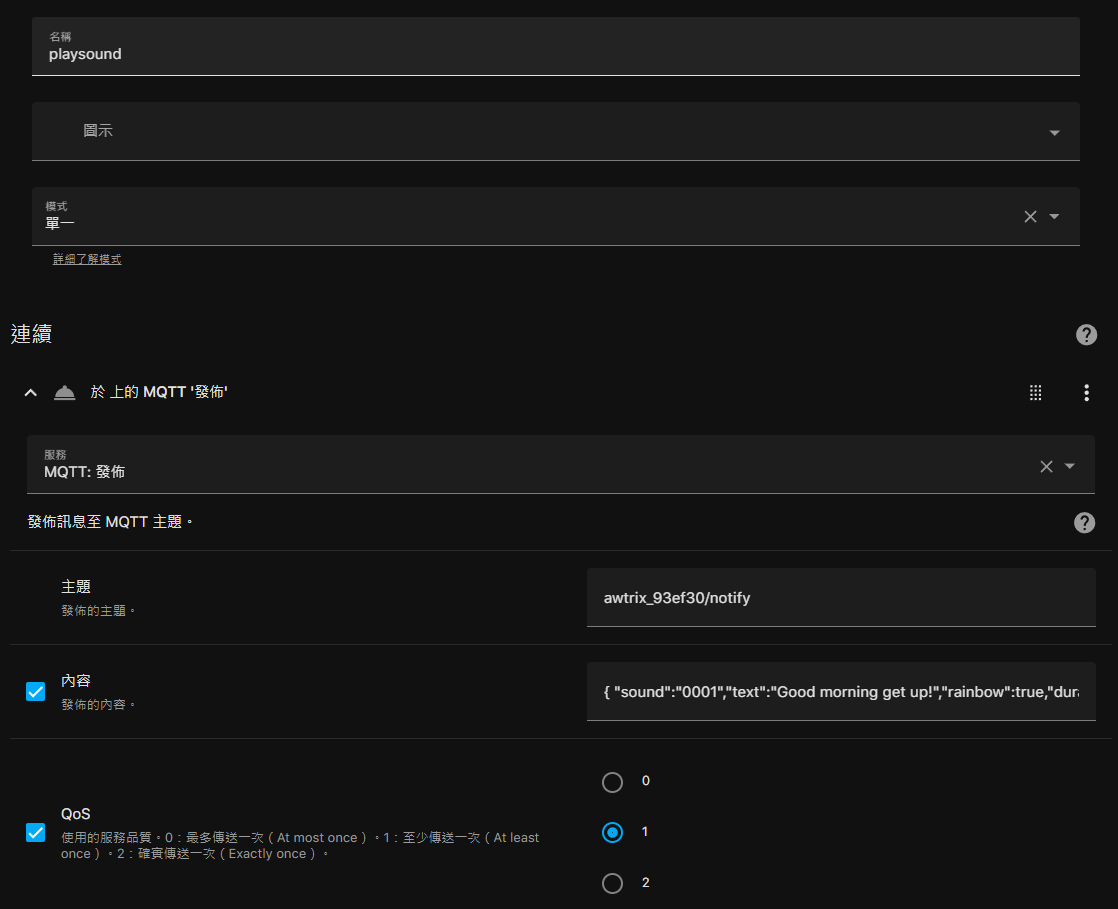 名稱
playsound
圖示
模式
單一
詳細了解模式
連續
於 上的 MQTT '發佈'
服務
MQTT: 發佈
發佈訊息至 MQTT 主題。
主題
發佈的主題。
awtrix_93ef30/notify
內容
發佈的內容。
{ "sound":"0001","text":"Good morning get up!","rainbow":true,"dura
QoS
使用的服務品質。0：最多傳送一次（At most once）。1：至少傳送一次（At least
once）。2：確實傳送一次（Exactly once）。
0
1
2